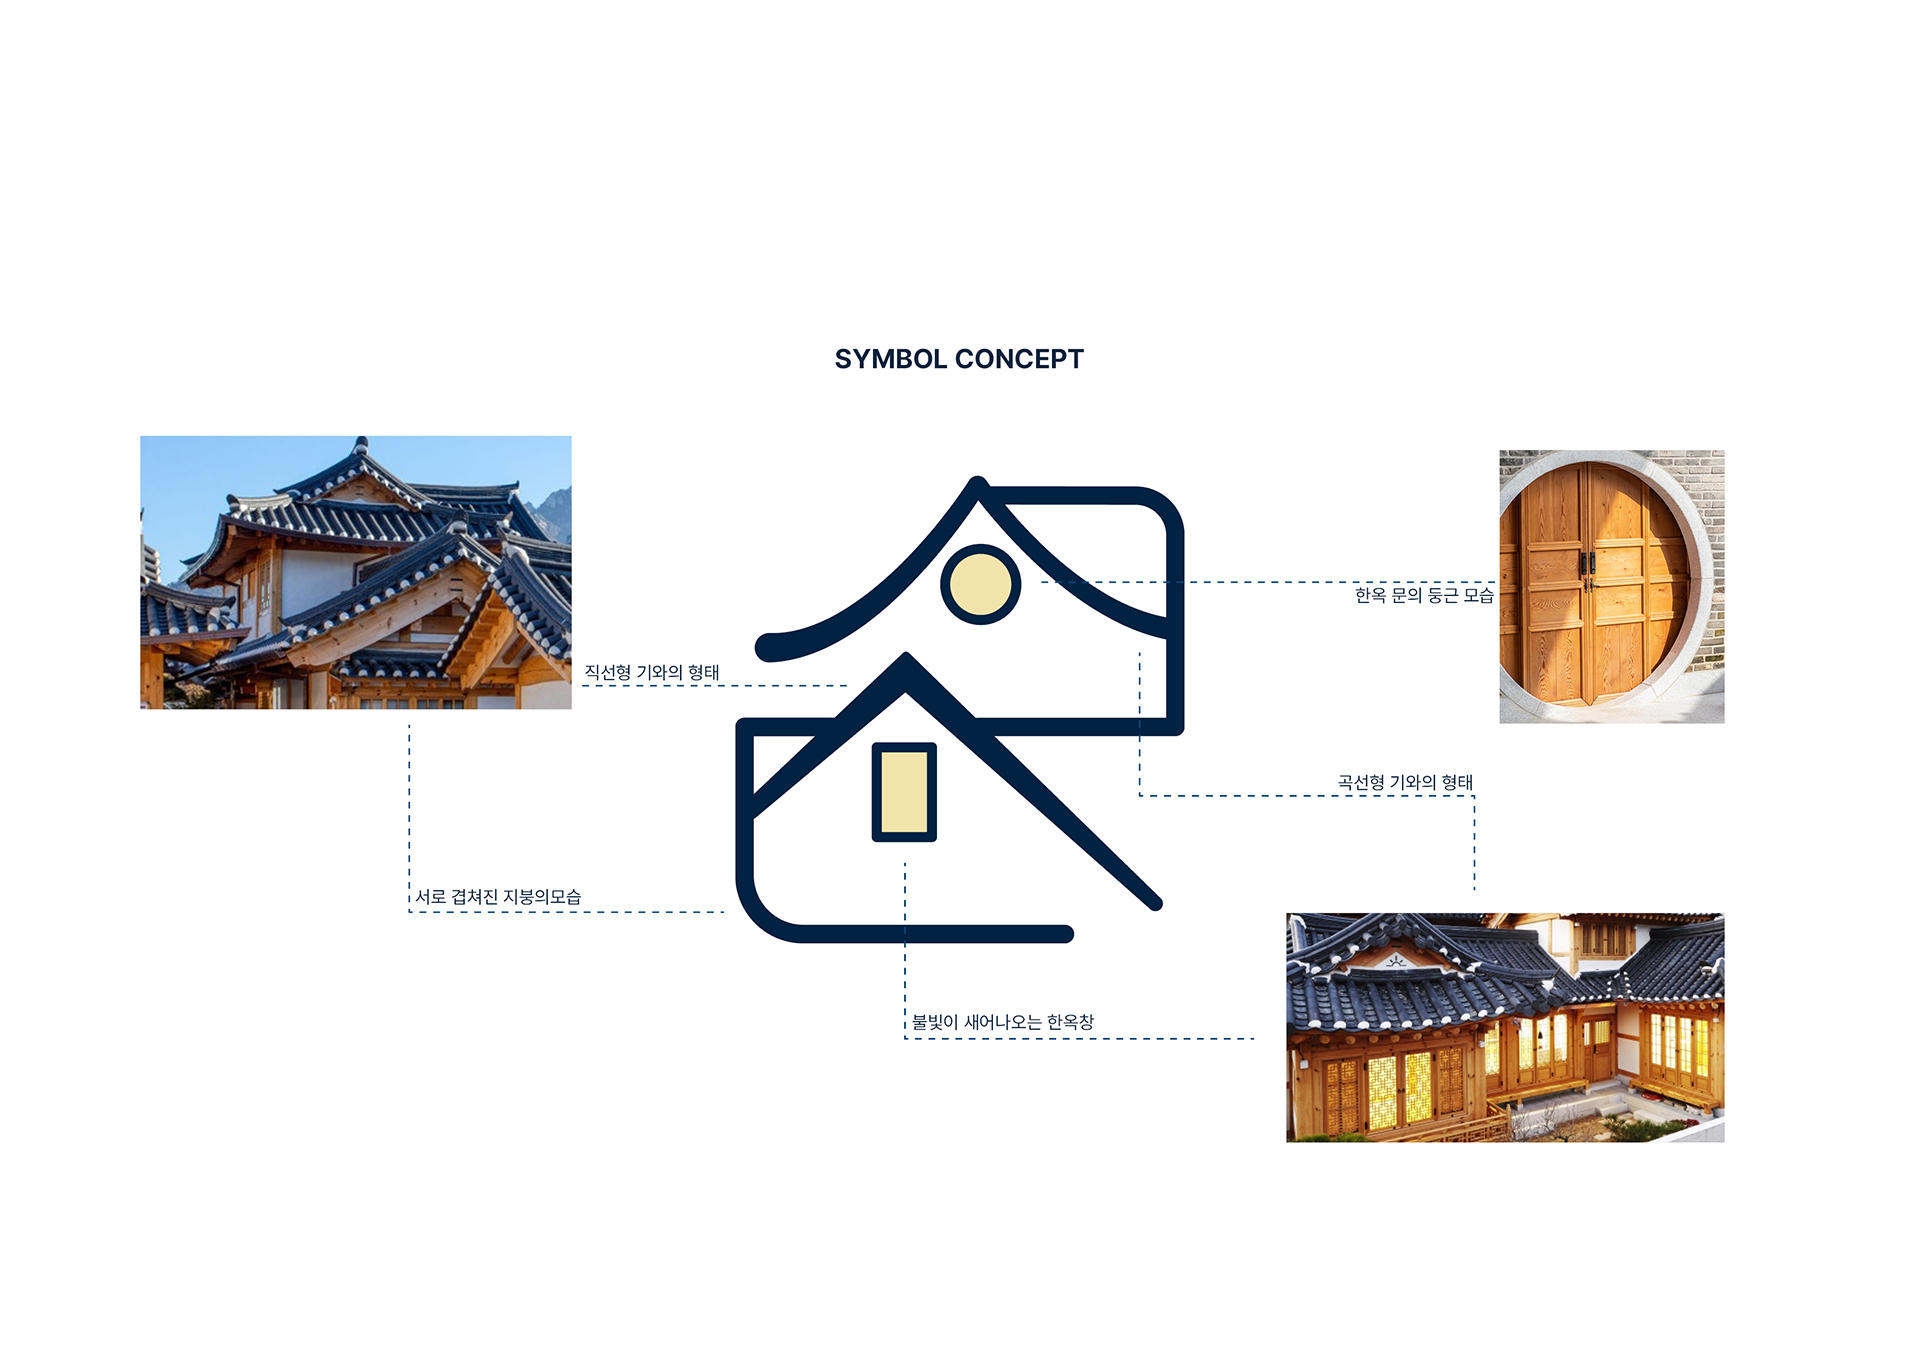 SYMBOL CONCEPT
한옥 문의 둥근 모습
직선형 기와의 형태
곡선형 기와의 형태
서로 겹쳐진 지붕의모습
불빛이 새어나오는 한옥창